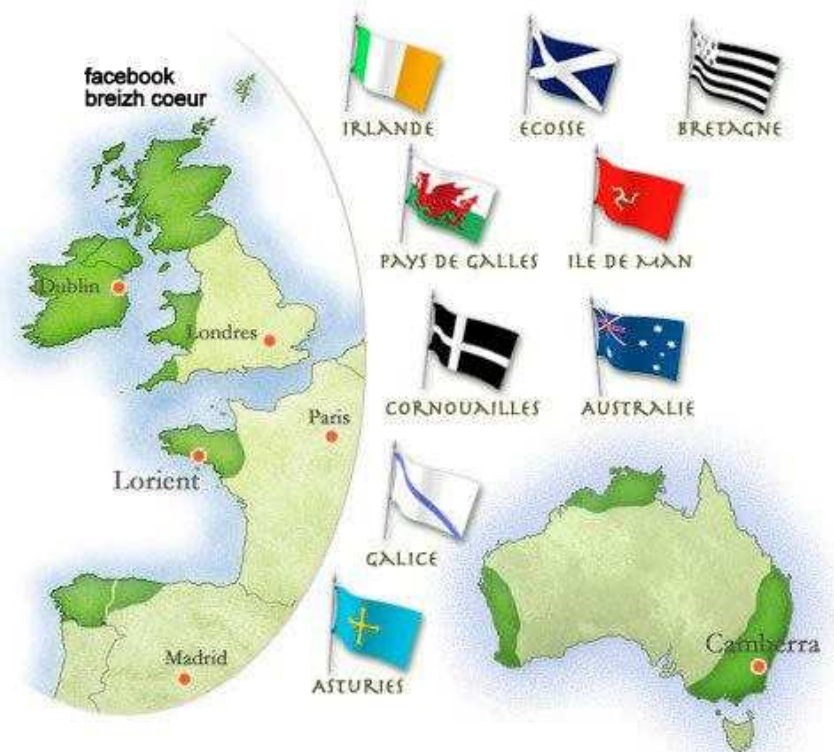 facebook
breizh coeur
IRLANDE
ECOSSE
BRETAGNE
PAYS DE GALLES
ILE DE MAN
Dublin
Londres
CORNOUAILLES
AUSTRALIE
Paris
Lorient
GALICE
Camberra
Madrid
ASTURIES